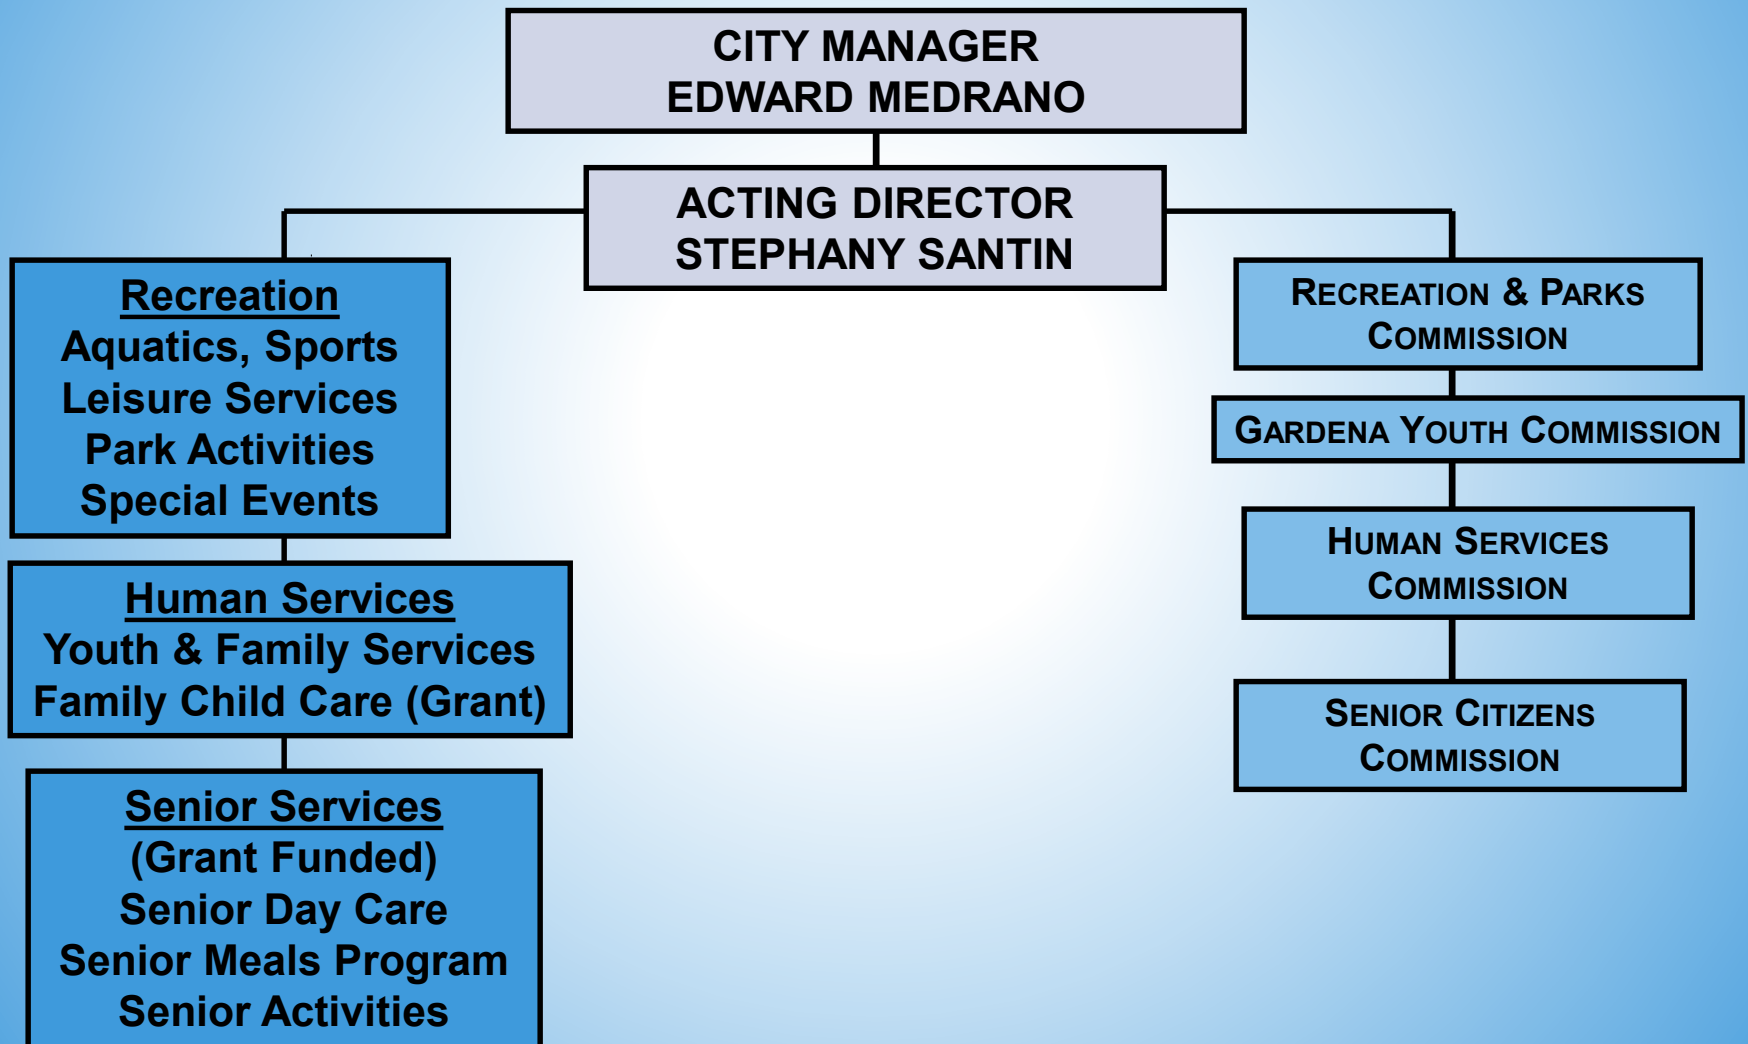 CITY MANAGER
EDWARD MEDRANO
ACTING DIRECTOR
STEPHANY SANTIN
Recreation
Aquatics, Sports
Leisure Services
Park Activities
Special Events
Human Services
Youth & Family Services
Family Child Care (Grant)
Senior Services
(Grant Funded)
Senior Day Care
Senior Meals Program
Senior Activities
RECREATION & PARKS
COMMISSION
GARDENA YOUTH COMMISSION
HUMAN SERVICES
COMMISSION
SENIOR CITIZENS
COMMISSION